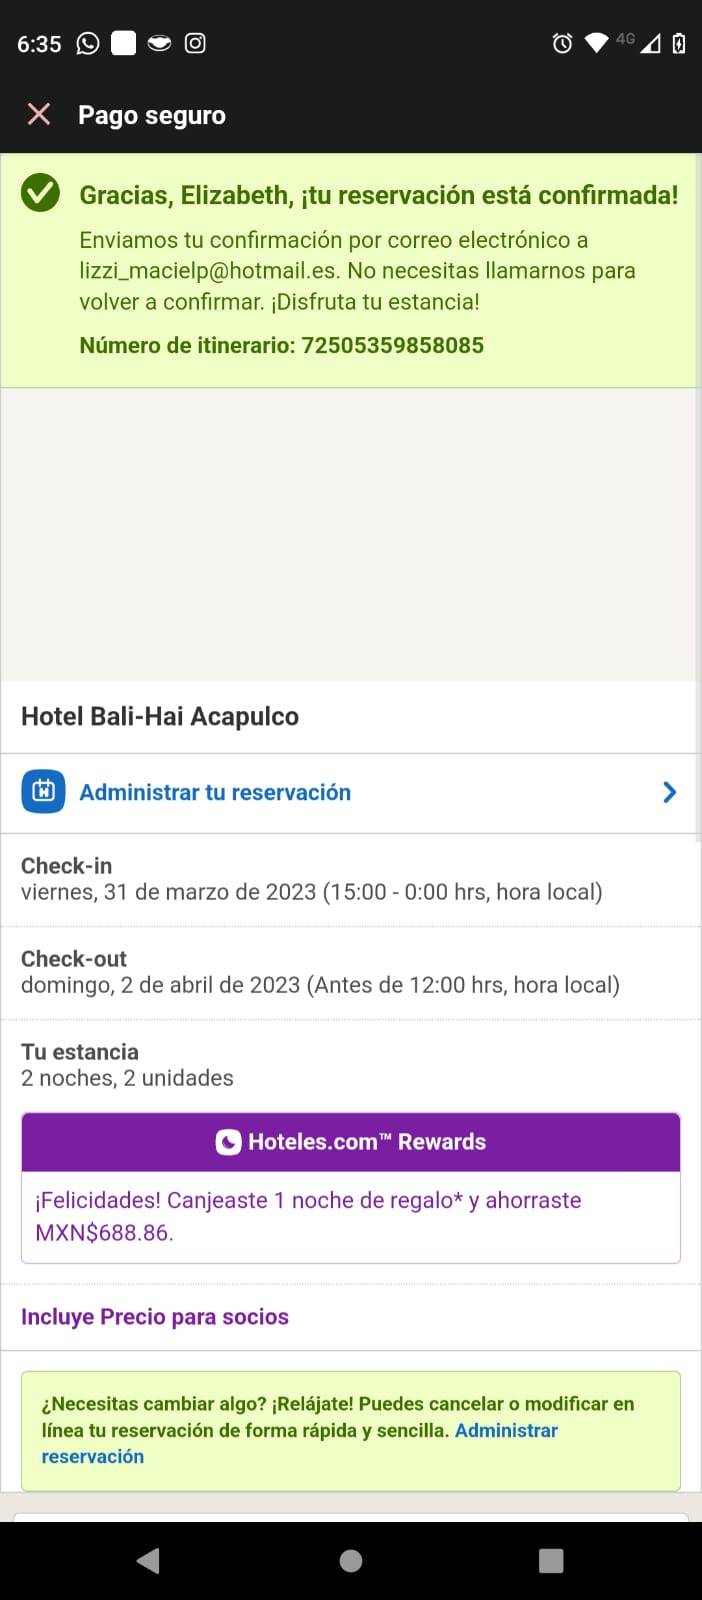 6:35
4G
Pago seguro
Gracias, Elizabeth, ¡tu reservación está confirmada!
Enviamos tu confirmación por correo electrónico a
lizzi_macielp@hotmail.es. No necesitas llamarnos para
volver a confirmar. ¡Disfruta tu estancia!
Número de itinerario: 72505359858085
Hotel Bali-Hai Acapulco
Administrar tu reservación
Check-in
viernes, 31 de marzo de 2023 (15:00 - 0:00 hrs, hora local)
Check-out
domingo, 2 de abril de 2023 (Antes de 12:00 hrs, hora local)
Tu estancia
2 noches, 2 unidades
Hoteles.com™ Rewards
¡Felicidades! Canjeaste 1 noche de regalo* y ahorraste
MXN$688.86.
Incluye Precio para socios
¿Necesitas cambiar algo? ¡Relájate! Puedes cancelar o modificar en
línea tu reservación de forma rápida y sencilla. Administrar
reservación